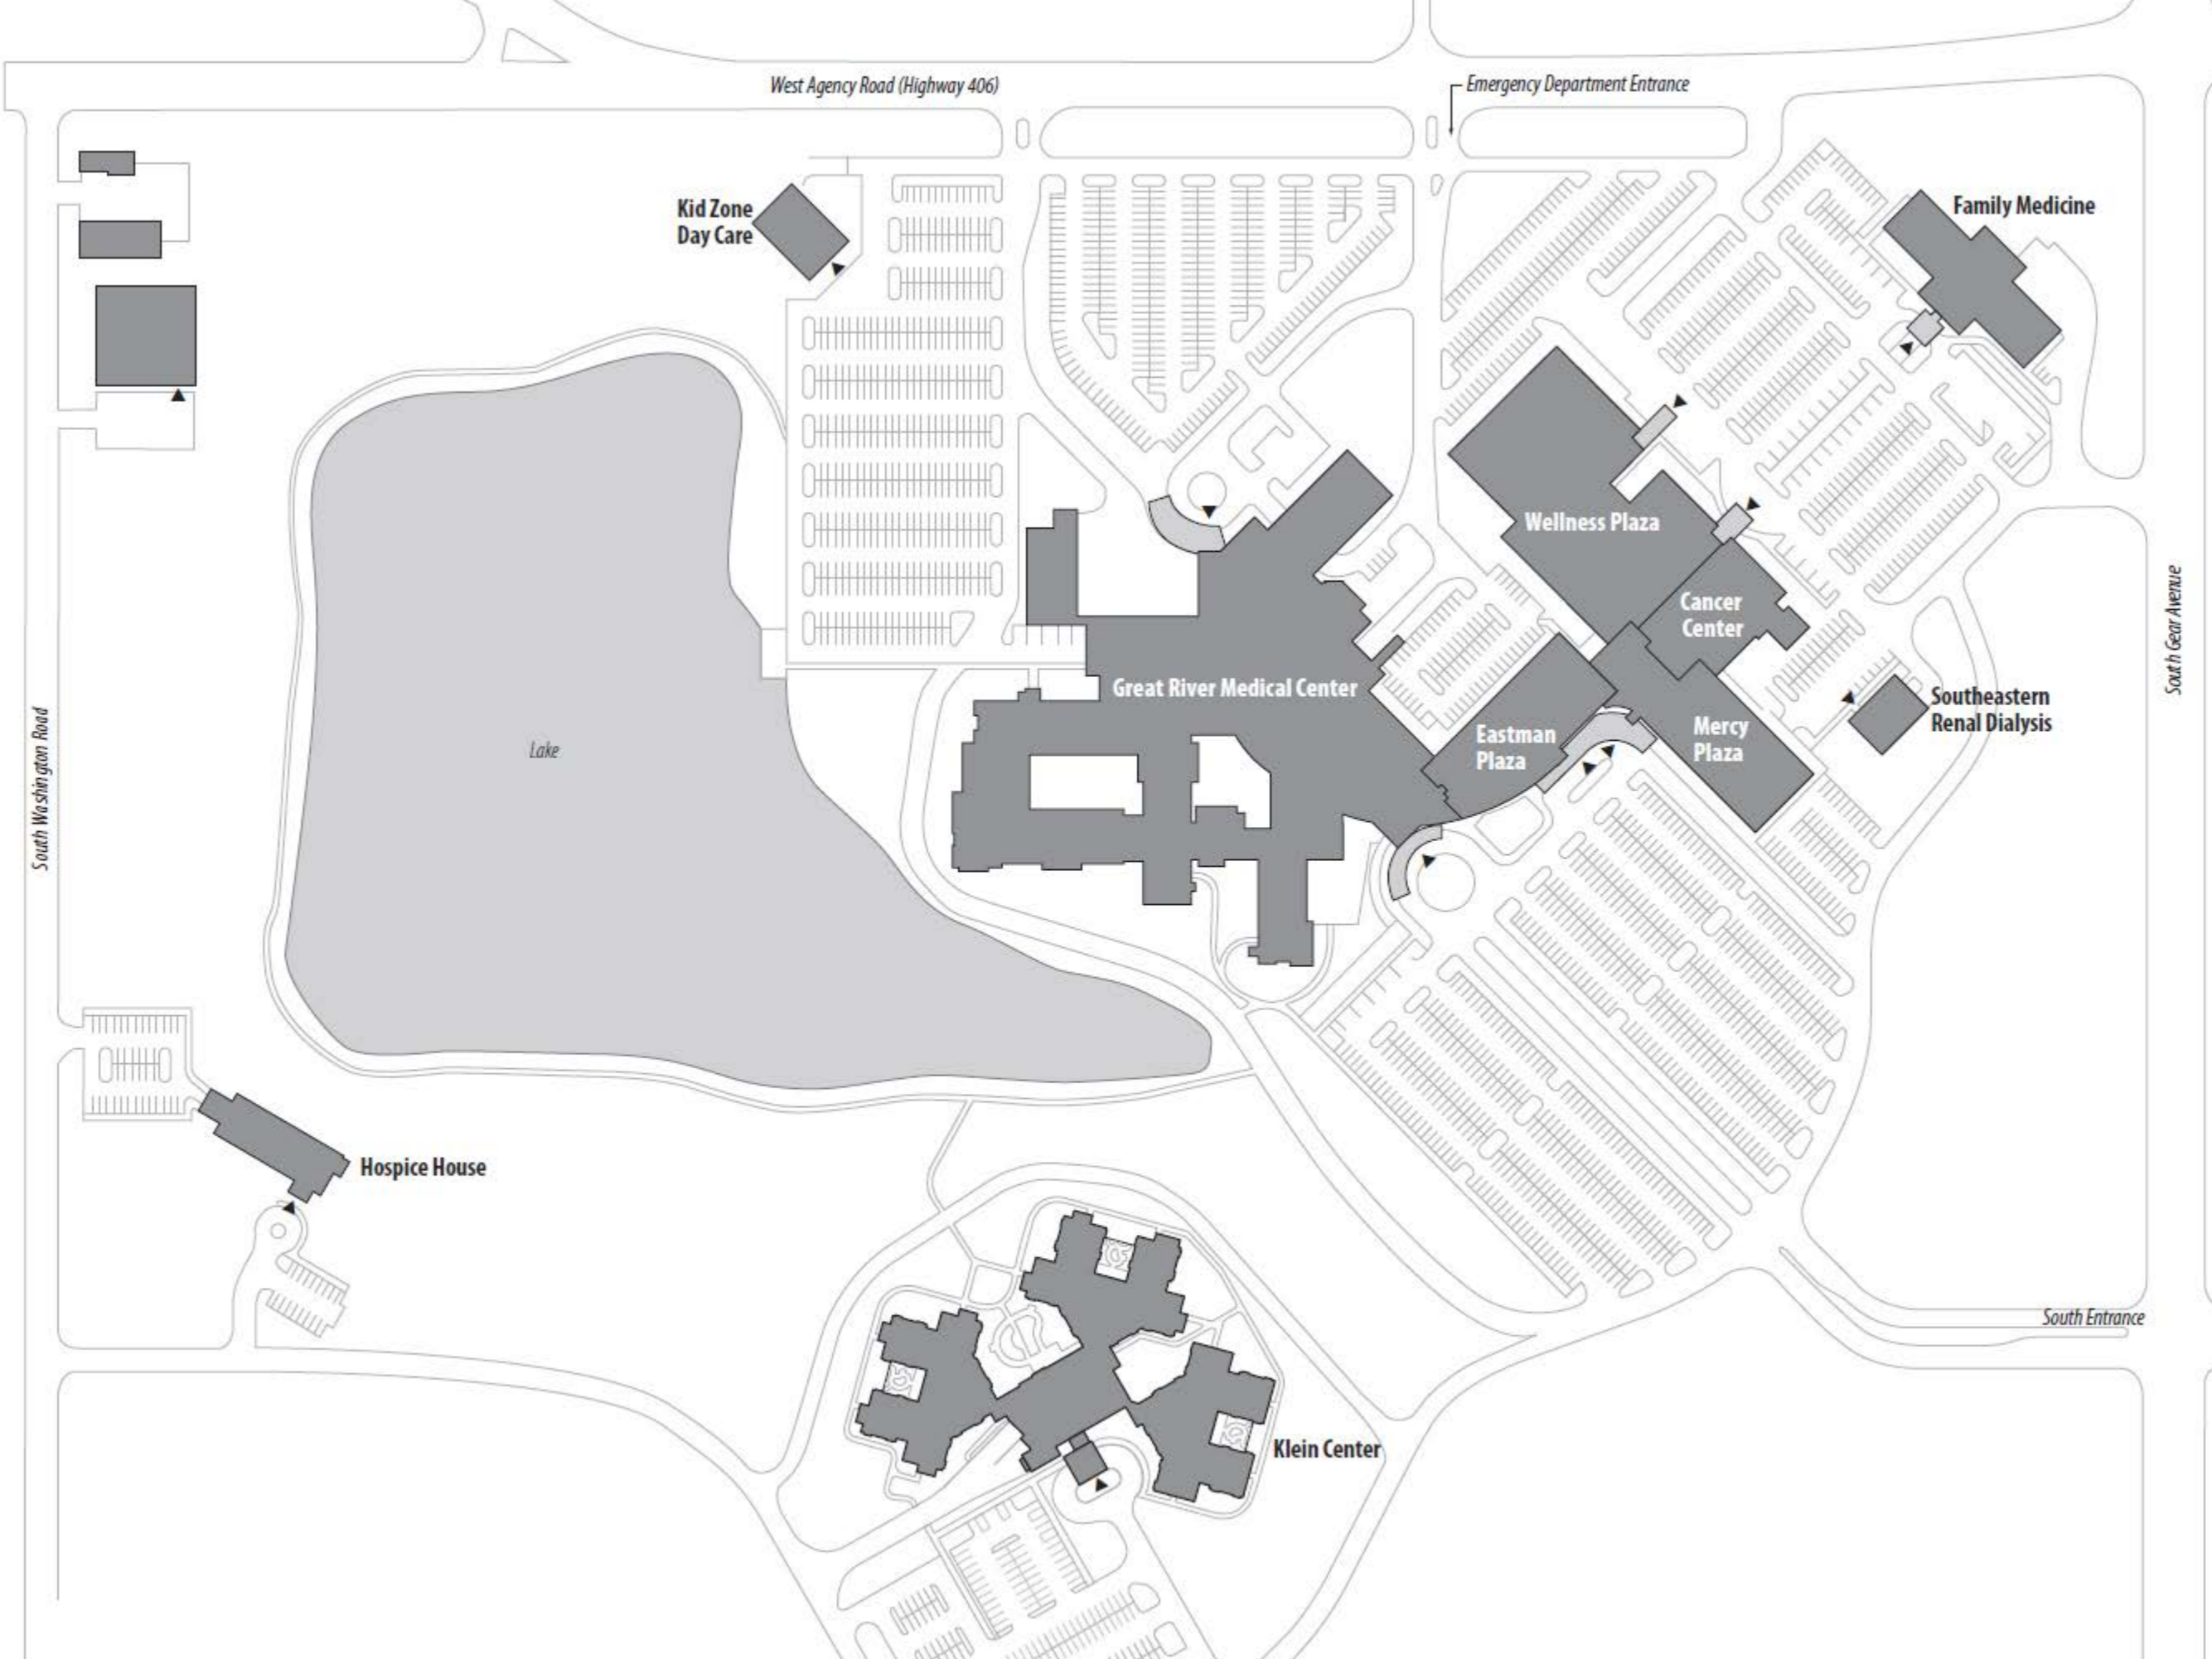 West Agency Road (Highway 406)
Emergency Department Entrance
Kid Zone
Day Care
Family Medicine
Wellness Plaza
Cancer
Center
Great River Medical Center
Southeastern
Renal Dialysis
Eastman
Plaza
Mercy
Plaza
Lake
South Washington Road
South Gear Avenue
Hospice House
South Entrance
Klein Center